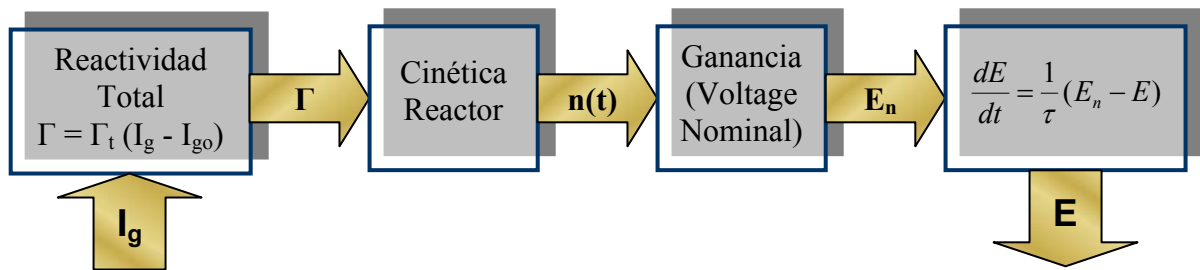 Reactividad
Total
Γ = Γt (Ig - Igo)
Γ
Cinética
Reactor
n(t)
Ganancia
(Voltage
Nominal)
En
dE/dt = 1/τ (En − E)
Ig
E